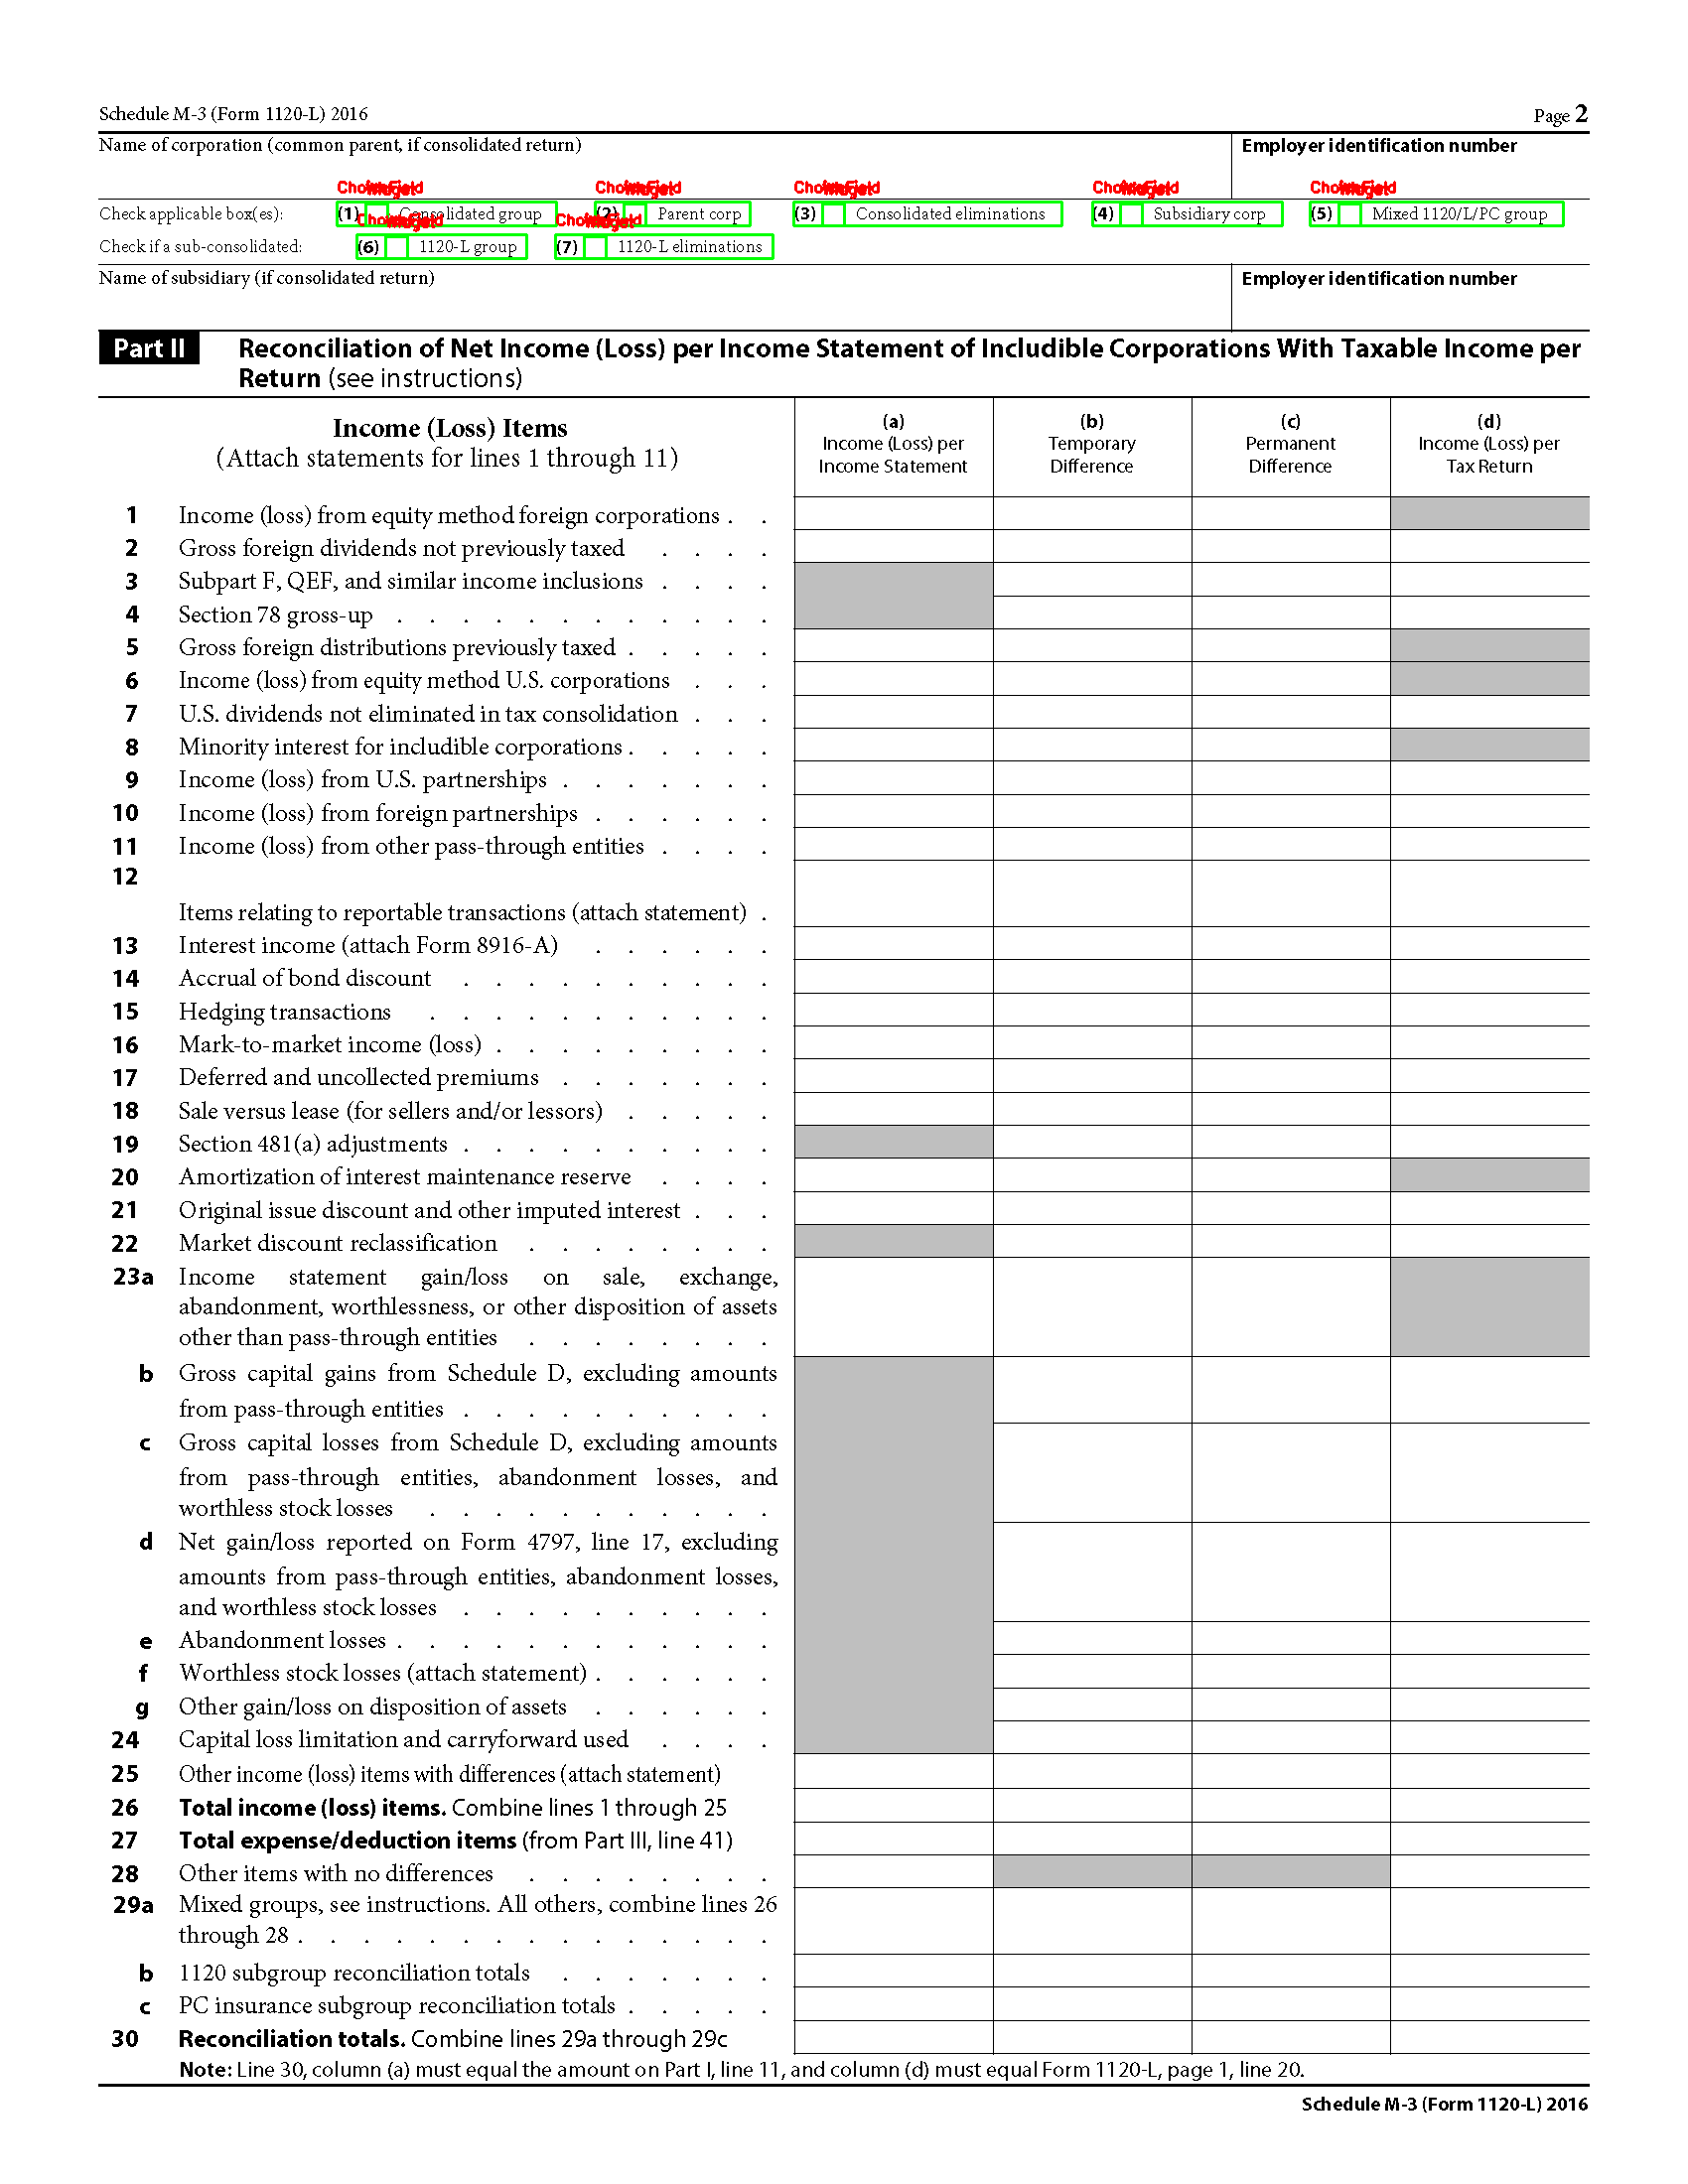 Schedule M-3 (Form 1120-L) 2016
Page 2
Name of corporation (common parent, if consolidated return)
Employer identification number
Check applicable box(es):
(1) Consolidated group
(2) Parent corp
(3) Consolidated eliminations
(4) Subsidiary corp
(5) Mixed 1120/L/PC group
Check if a sub-consolidated:
(6) 1120-L group
(7) 1120-L eliminations
Name of subsidiary (if consolidated return)
Employer identification number
Part II
Reconciliation of Net Income (Loss) per Income Statement of Includible Corporations With Taxable Income per
Return (see instructions)
Income (Loss) Items
(Attach statements for lines 1 through 11)
(a)
Income (Loss) per
Income Statement
(b)
Temporary
Difference
(c)
Permanent
Difference
(d)
Income (Loss) per
Tax Return
1 Income (loss) from equity method foreign corporations . .
2 Gross foreign dividends not previously taxed . . . .
3 Subpart F, QEF, and similar income inclusions . . . .
4 Section 78 gross-up . . . . . . . . . . . .
5 Gross foreign distributions previously taxed . . . . .
6 Income (loss) from equity method U.S. corporations . . .
7 U.S. dividends not eliminated in tax consolidation . . .
8 Minority interest for includible corporations . . . . .
9 Income (loss) from U.S. partnerships . . . . . . .
10 Income (loss) from foreign partnerships . . . . . .
11 Income (loss) from other pass-through entities . . . .
12
Items relating to reportable transactions (attach statement) .
13 Interest income (attach Form 8916-A) . . . . . .
14 Accrual of bond discount . . . . . . . . . .
15 Hedging transactions . . . . . . . . . . .
16 Mark-to-market income (loss) . . . . . . . . .
17 Deferred and uncollected premiums . . . . . . .
18 Sale versus lease (for sellers and/or lessors) . . . . .
19 Section 481(a) adjustments . . . . . . . . . .
20 Amortization of interest maintenance reserve . . . .
21 Original issue discount and other imputed interest . . .
22 Market discount reclassification . . . . . . . .
23a Income statement gain/loss on sale, exchange,
abandonment, worthlessness, or other disposition of assets
other than pass-through entities . . . . . . . .
b Gross capital gains from Schedule D, excluding amounts
from pass-through entities . . . . . . . . . .
c Gross capital losses from Schedule D, excluding amounts
from pass-through entities, abandonment losses, and
worthless stock losses . . . . . . . . . . .
d Net gain/loss reported on Form 4797, line 17, excluding
amounts from pass-through entities, abandonment losses,
and worthless stock losses . . . . . . . . . .
e Abandonment losses . . . . . . . . . . . .
f Worthless stock losses (attach statement) . . . . . .
g Other gain/loss on disposition of assets . . . . . .
24 Capital loss limitation and carryforward used . . . .
25 Other income (loss) items with differences (attach statement)
26 Total income (loss) items. Combine lines 1 through 25
27 Total expense/deduction items (from Part III, line 41)
28 Other items with no differences . . . . . . . .
29a Mixed groups, see instructions. All others, combine lines 26
through 28 . . . . . . . . . . . . . . .
b 1120 subgroup reconciliation totals . . . . . . .
c PC insurance subgroup reconciliation totals . . . . .
30 Reconciliation totals. Combine lines 29a through 29c
Note: Line 30, column (a) must equal the amount on Part I, line 11, and column (d) must equal Form 1120-L, page 1, line 20.
Schedule M-3 (Form 1120-L) 2016